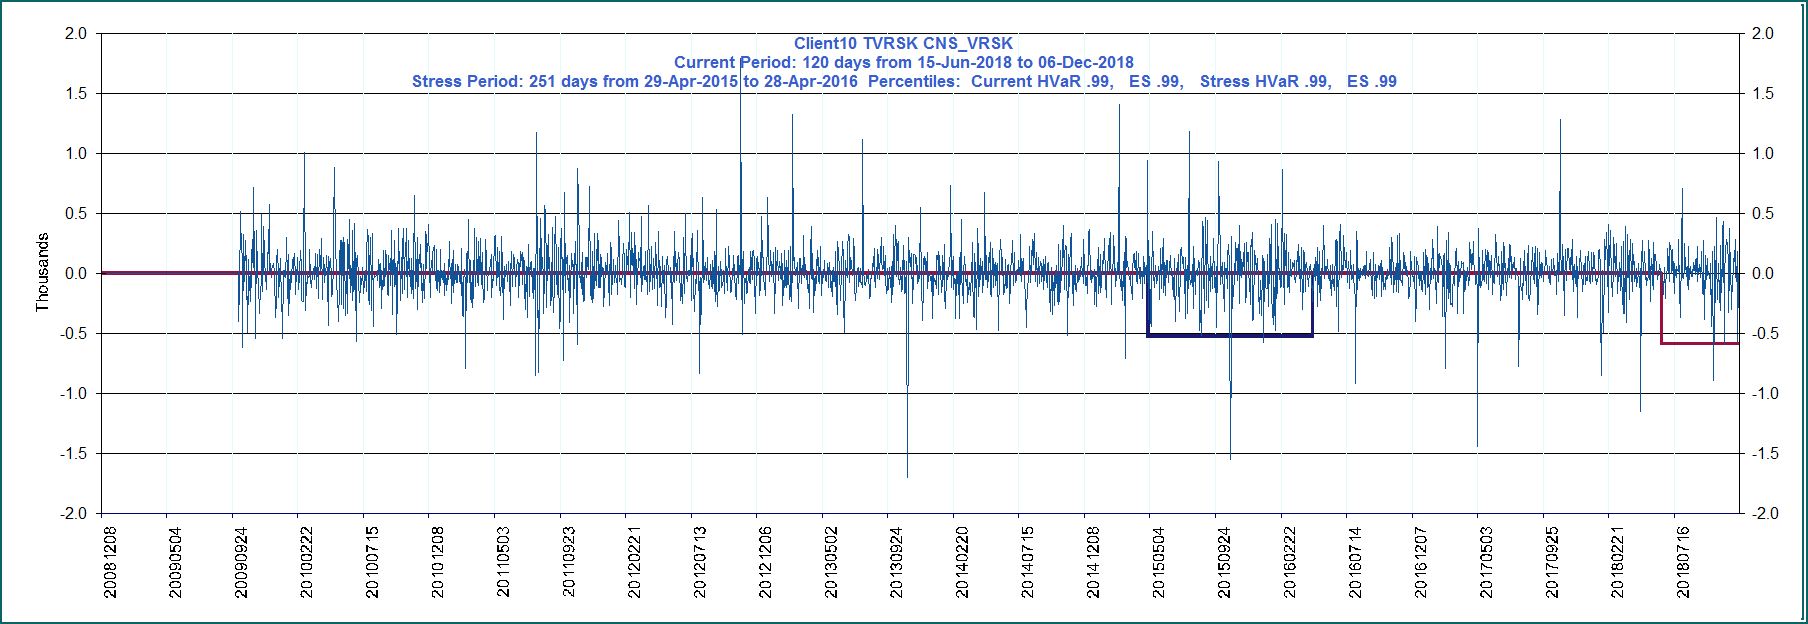 Client10 TVRSK CNS_VRSK
Current Period: 120 days from 15-Jun-2018 to 06-Dec-2018
Stress Period: 251 days from 29-Apr-2015 to 28-Apr-2016  Percentiles:  Current HVaR .99,   ES .99,   Stress HVaR .99,   ES .99
Thousands
2.0 2.0
1.5 1.5
1.0 1.0
0.5 0.5
0.0 0.0
-0.5 -0.5
-1.0 -1.0
-1.5 -1.5
-2.0 -2.0
20081208 20090504 20090924 20100222 20100715 20101208 20110503 20110923 20120221 20120713 20121206 20130502 20130924 20140220 20140715 20141208 20150504 20150924 20160222 20160714 20161207 20170503 20170925 20180221 20180716